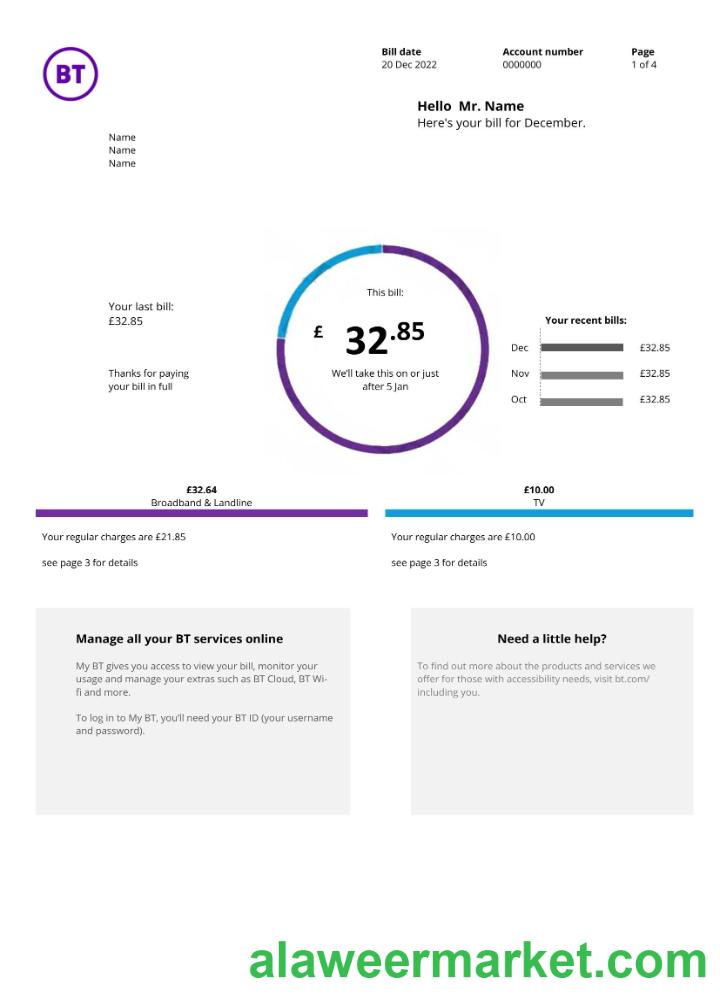 BT
Bill date
20 Dec 2022
Account number
0000000
Page
1 of 4
Hello Mr. Name
Here's your bill for December.
Name
Name
Name
Your last bill:
£32.85
Thanks for paying
your bill in full
This bill:
£ 32.85
We'll take this on or just
after 5 Jan
Your recent bills:
Dec £32.85
Nov £32.85
Oct £32.85
£32.64
Broadband & Landline
Your regular charges are £21.85
see page 3 for details
£10.00
TV
Your regular charges are £10.00
see page 3 for details
Manage all your BT services online
My BT gives you access to view your bill, monitor your
usage and manage your extras such as BT Cloud, BT Wi-
fi and more.
To log in to My BT, you'll need your BT ID (your username
and password).
Need a little help?
To find out more about the products and services we
offer for those with accessibility needs, visit bt.com/
including you.
alaweermarket.com